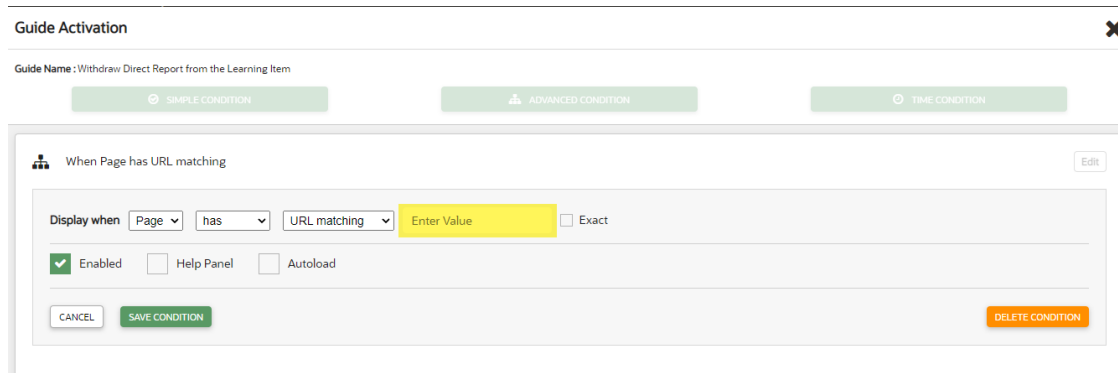 Guide Activation
Guide Name : Withdraw Direct Report from the Learning Item
SIMPLE CONDITION ADVANCED CONDITION TIME CONDITION
When Page has URL matching Edit
Display when Page has URL matching Enter Value Exact
Enabled Help Panel Autoload
CANCEL SAVE CONDITION DELETE CONDITION